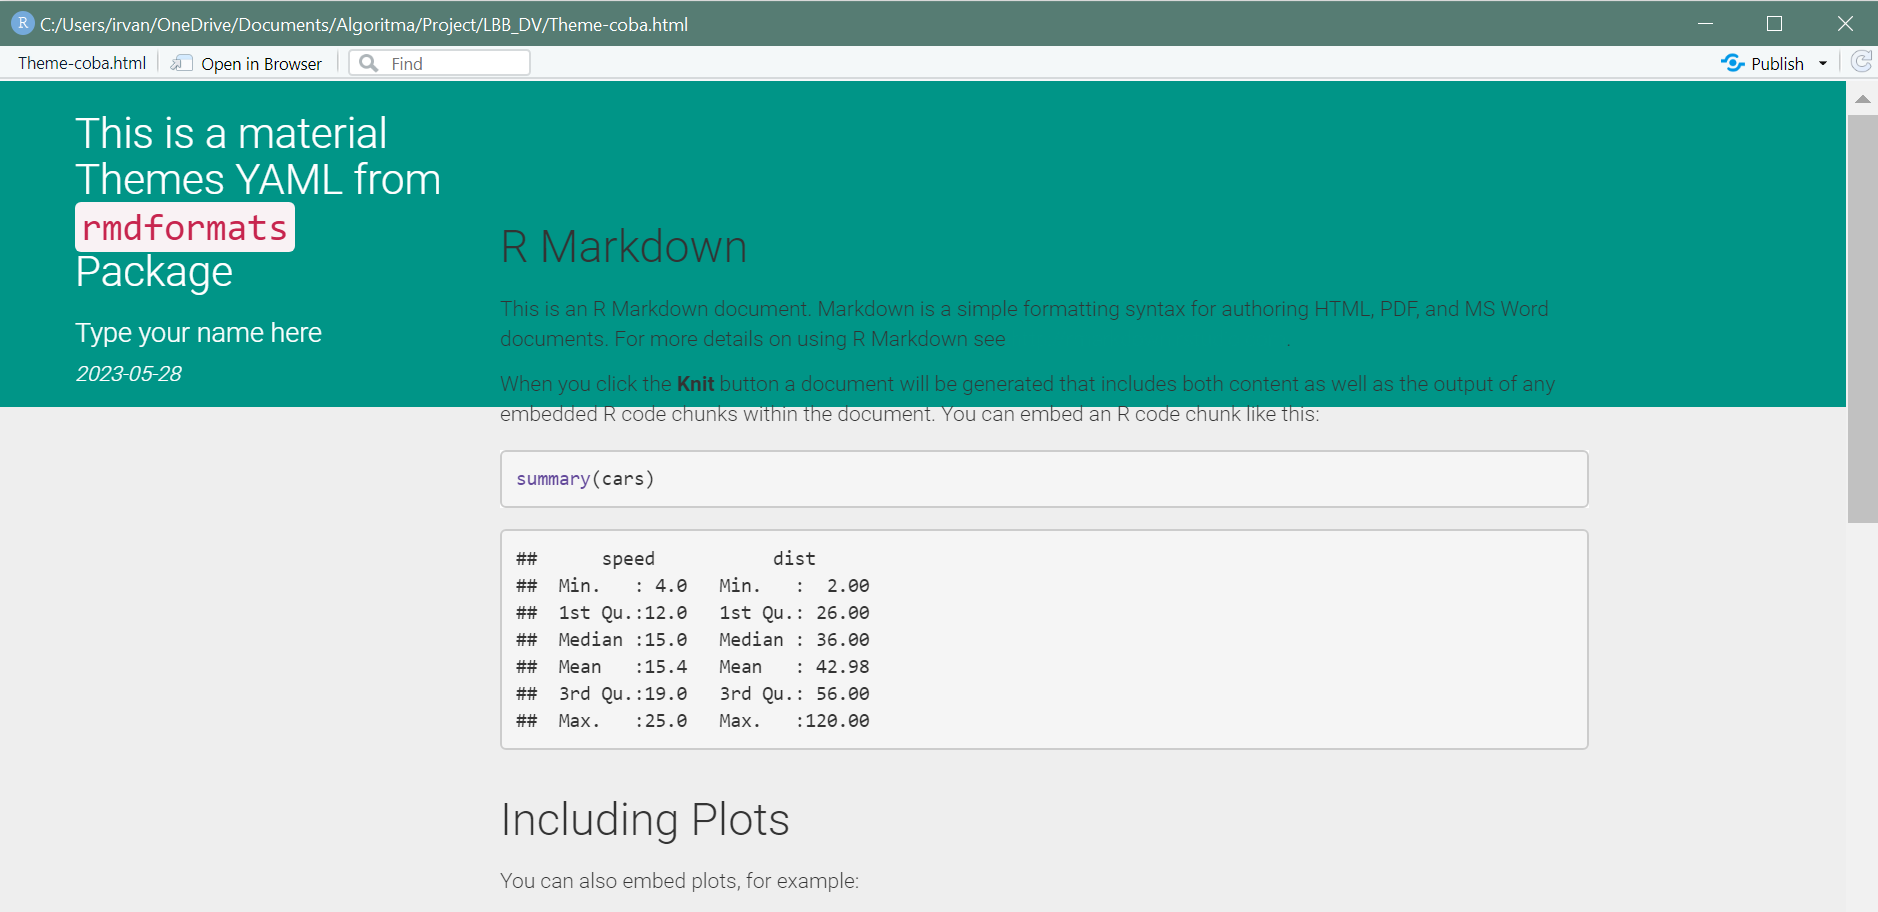 C:/Users/irvan/OneDrive/Documents/Algoritma/Project/LBB_DV/Theme-coba.html
Theme-coba.html Open in Browser Find Publish
This is a material
Themes YAML from
rmdformats
Package
Type your name here
2023-05-28
R Markdown
This is an R Markdown document. Markdown is a simple formatting syntax for authoring HTML, PDF, and MS Word
documents. For more details on using R Markdown see .
When you click the Knit button a document will be generated that includes both content as well as the output of any
embedded R code chunks within the document. You can embed an R code chunk like this:
summary(cars)
##      speed           dist
##  Min.   : 4.0   Min.   :  2.00
##  1st Qu.:12.0   1st Qu.: 26.00
##  Median :15.0   Median : 36.00
##  Mean   :15.4   Mean   : 42.98
##  3rd Qu.:19.0   3rd Qu.: 56.00
##  Max.   :25.0   Max.   :120.00
Including Plots
You can also embed plots, for example: